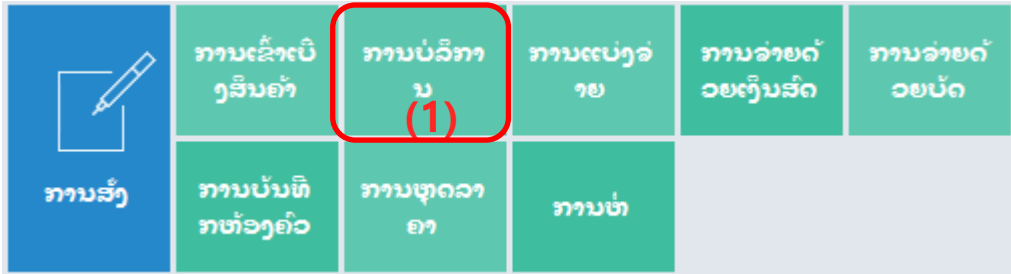 ການເຂົ້າເບິ
ງສິນຄ້າ
ການບໍລິກາ
ນ
(1)
ການແບ່ງຈ່
າຍ
ການຈ່າຍດ້
ວຍເງິນສົດ
ການຈ່າຍດ້
ວຍບັດ
ການສັ່ງ
ການບັນທຶ
ກຫ້ອງຄົວ
ການຫຼຸດລາ
ຄາ
ການຫໍ່